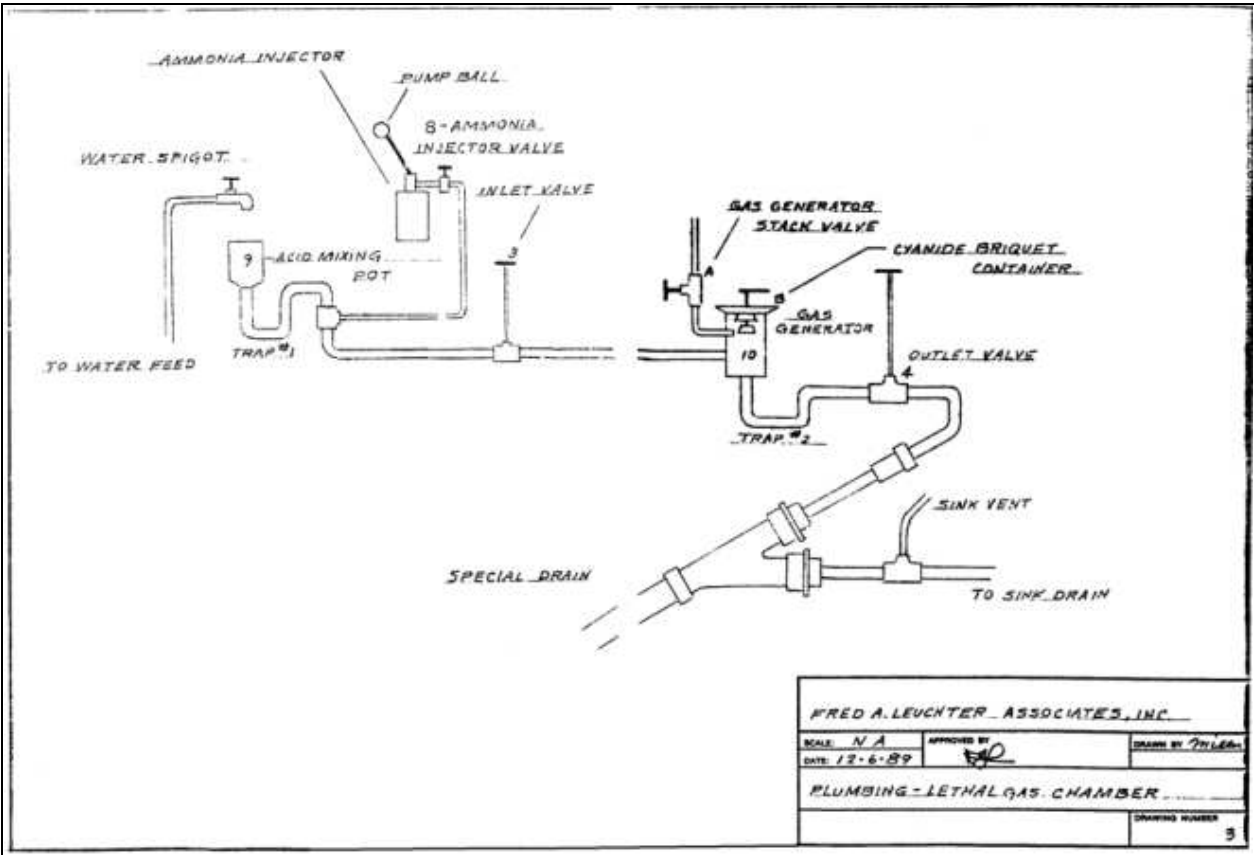 AMMONIA INJECTOR
PUMP BALL
8-AMMONIA
INJECTOR VALVE
WATER SPIGOT
INLET VALVE
3
GAS GENERATOR
STACK VALVE
A
CYANIDE BRIQUET
CONTAINER
B
9
ACID MIXING
POT
GAS
GENERATOR
10
OUTLET VALVE
4
TRAP #1
TO WATER FEED
TRAP #2
SINK VENT
SPECIAL DRAIN
TO SINK DRAIN
FRED A. LEUCHTER ASSOCIATES, INC.
SCALE: N A
APPROVED BY
DRAWN BY
DATE: 12-6-89
PLUMBING - LETHAL GAS CHAMBER
DRAWING NUMBER
3